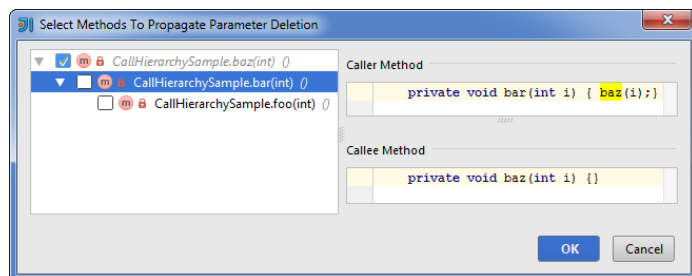 Select Methods To Propagate Parameter Deletion
CallHierarchySample.baz(int) ()
CallHierarchySample.bar(int) ()
CallHierarchySample.foo(int) ()
Caller Method
private void bar(int i) { baz(i);}
Callee Method
private void baz(int i) {}
OK
Cancel